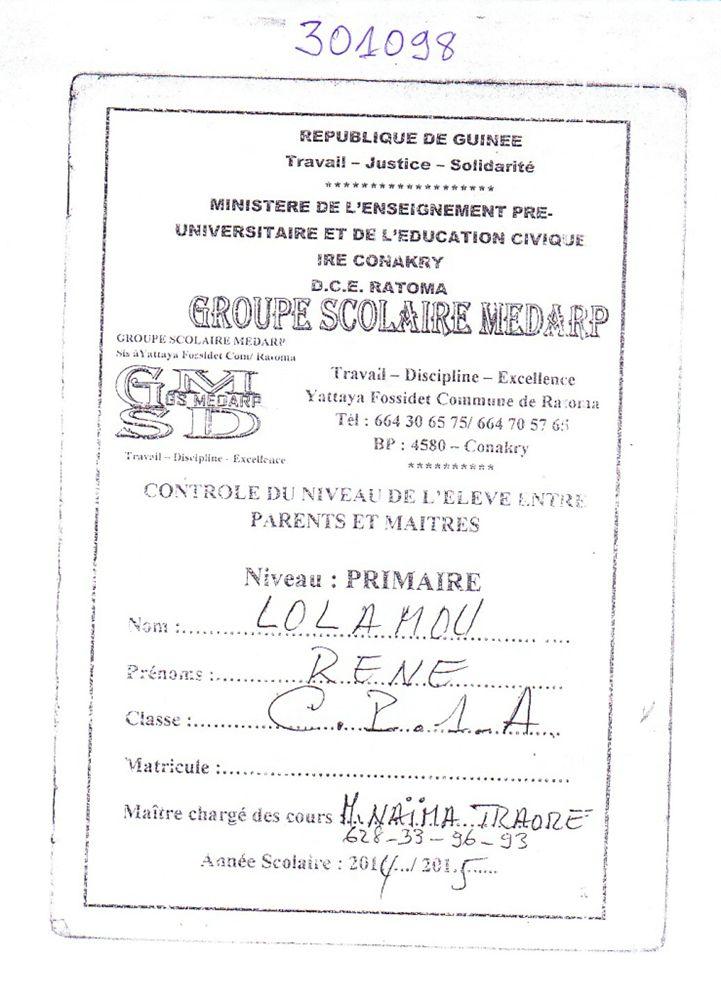 301098
REPUBLIQUE DE GUINEE
Travail – Justice – Solidarité
*******************
MINISTERE DE L'ENSEIGNEMENT PRE-
UNIVERSITAIRE ET DE L'EDUCATION CIVIQUE
IRE CONAKRY
D.C.E. RATOMA
GROUPE SCOLAIRE MEDARP
GROUPE SCOLAIRE MEDARP
Sis àYattaya Fossidet Com/ Ratoma
GM
GS MEDARP
SD
Travail – Discipline - Excellence
Travail – Discipline – Excellence
Yattaya Fossidet Commune de Ratoma
Tél : 664 30 65 75/ 664 70 57 65
BP : 4580 – Conakry
**********
CONTROLE DU NIVEAU DE L'ELEVE ENTRE
PARENTS ET MAITRES
Niveau : PRIMAIRE
Nom : LOLAMOU
Prénoms : RENE
Classe : C.P.1.A
Matricule :
Maître chargé des cours M. NAÏMA TRAORE
628-33-96-93
Année Scolaire : 2014/2015